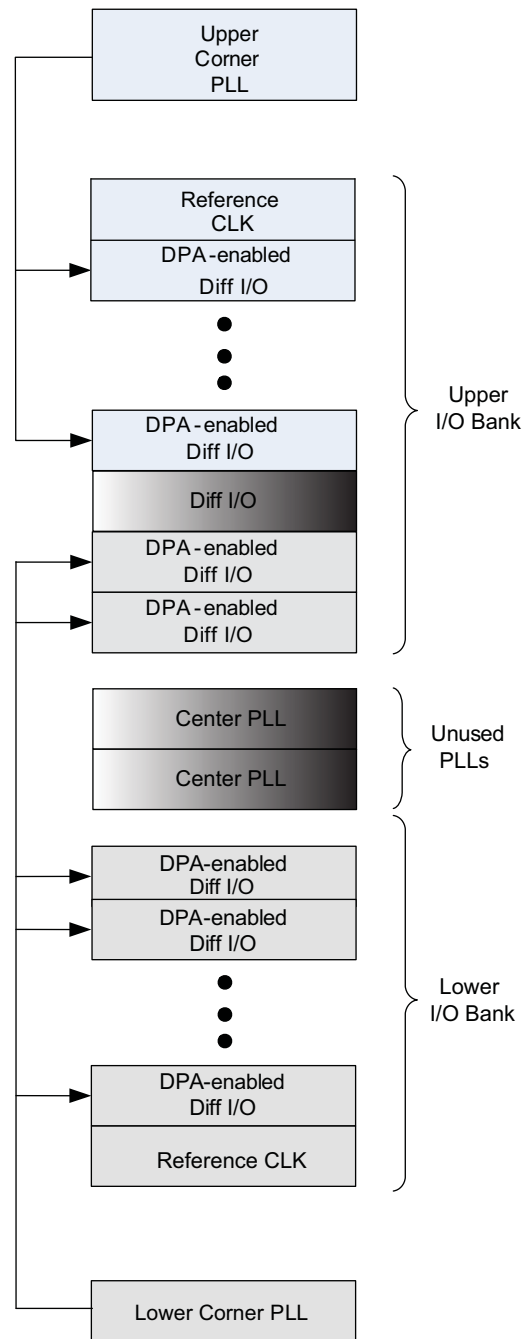 Upper
Corner
PLL
Reference
CLK
DPA-enabled
Diff I/O
DPA-enabled
Diff I/O
Diff I/O
DPA-enabled
Diff I/O
DPA-enabled
Diff I/O
Upper
I/O Bank
Center PLL
Center PLL
Unused
PLLs
DPA-enabled
Diff I/O
DPA-enabled
Diff I/O
DPA-enabled
Diff I/O
Reference CLK
Lower
I/O Bank
Lower Corner PLL